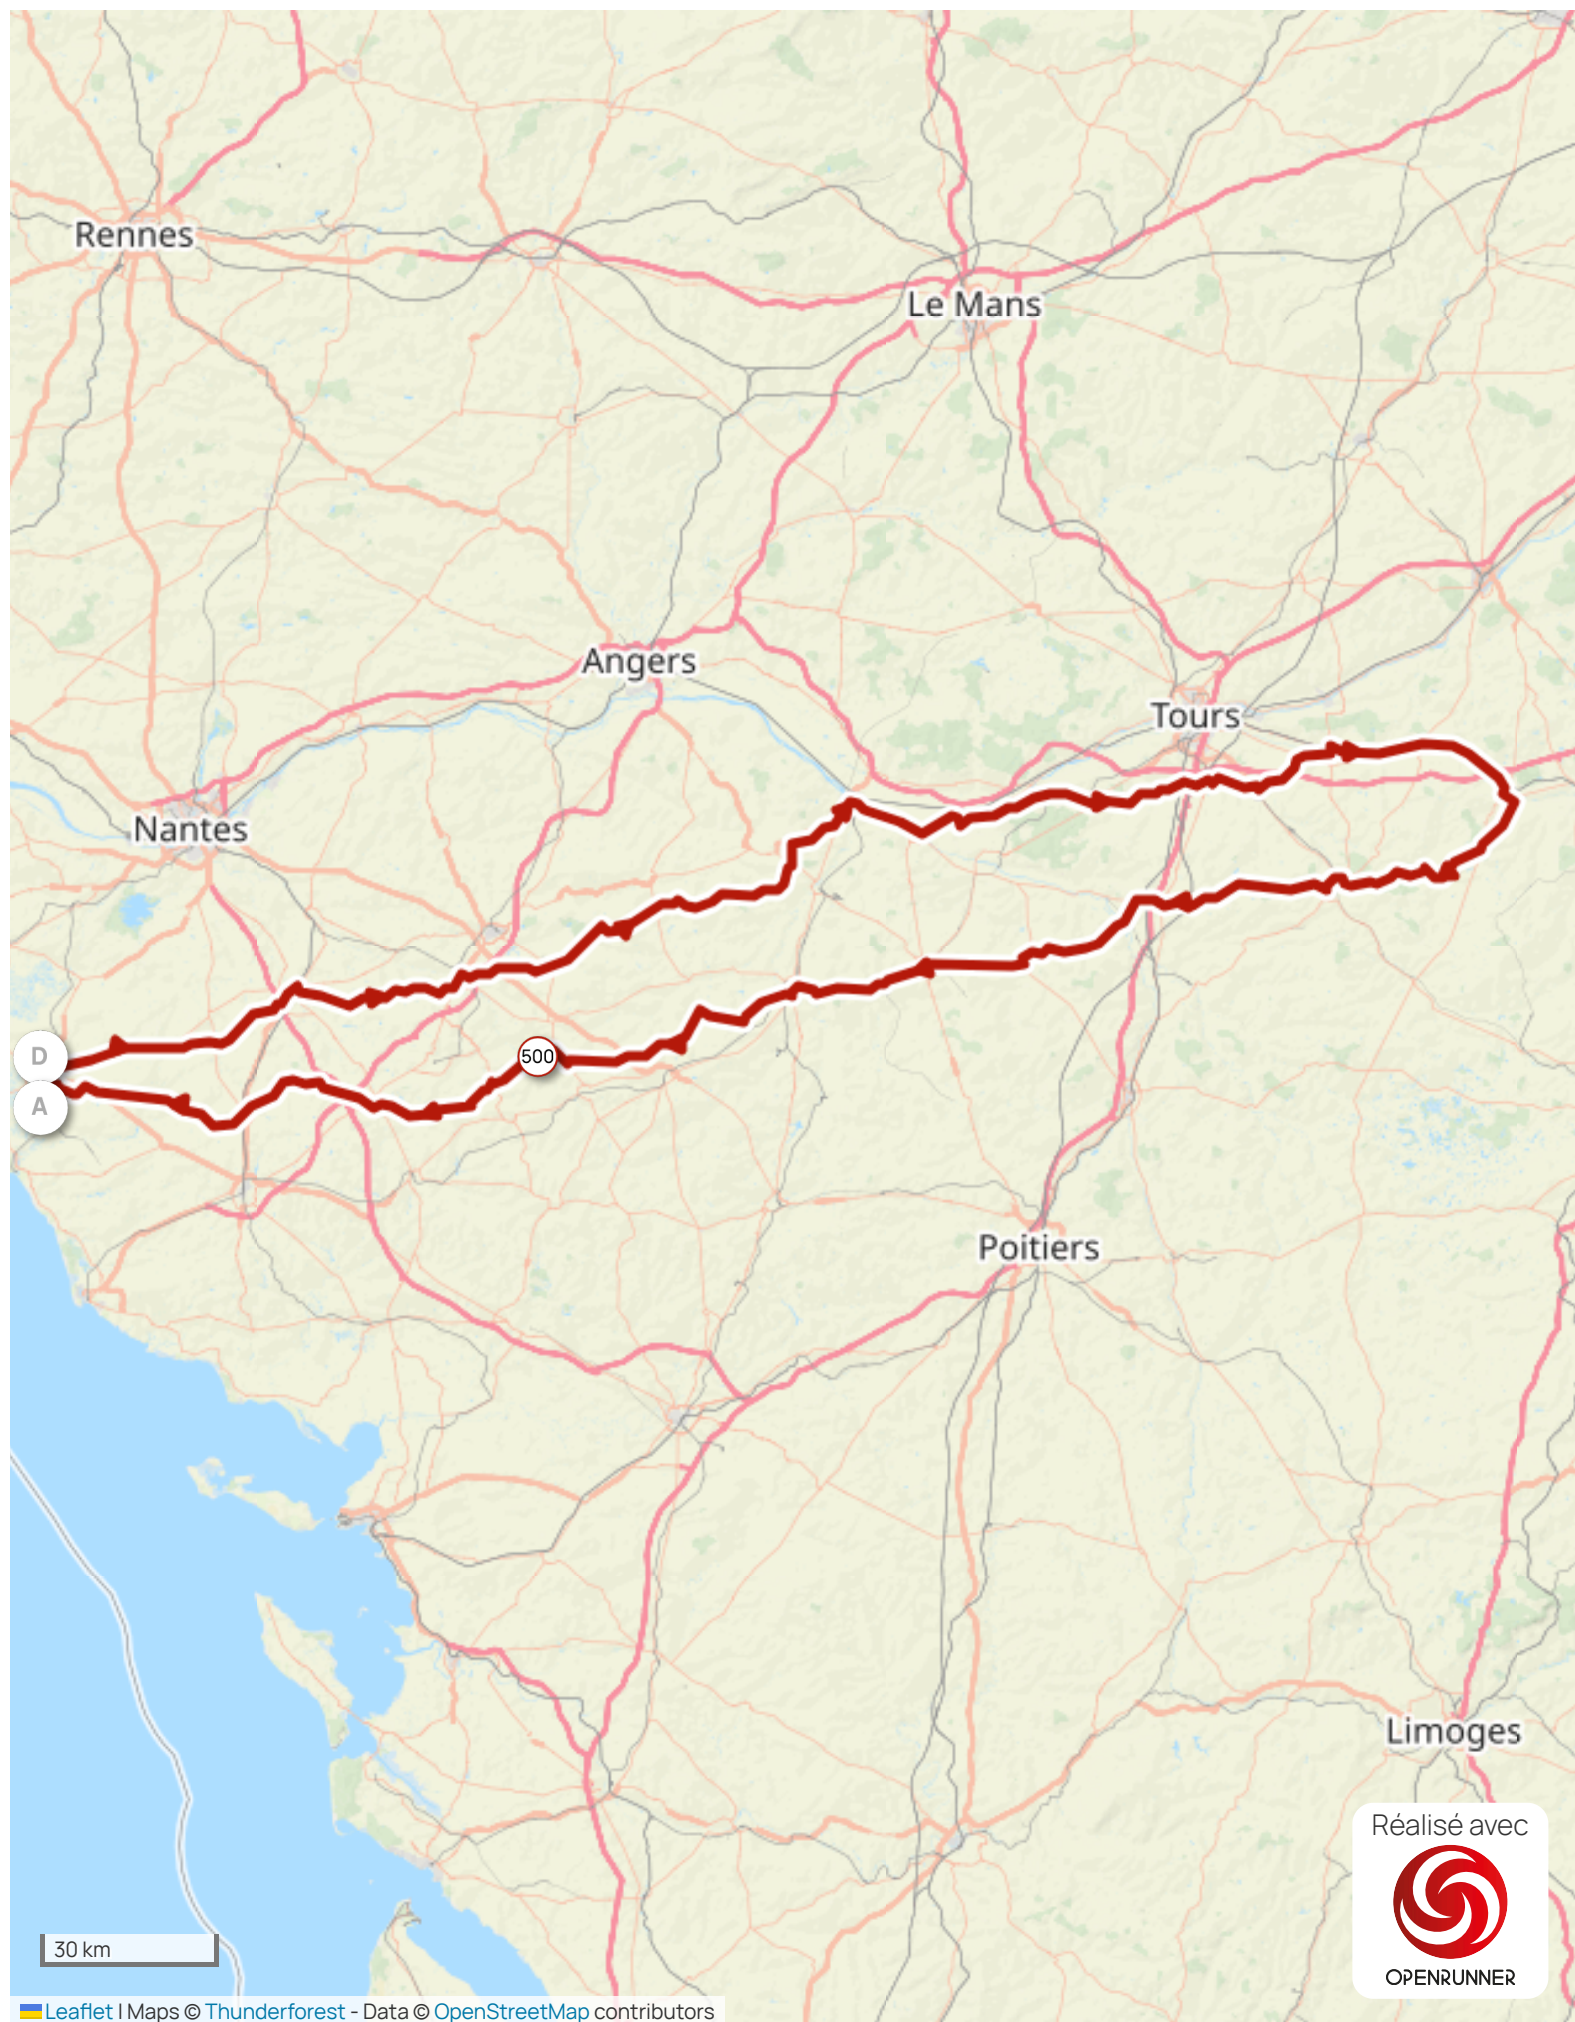 Rennes
Le Mans
Angers
Tours
Nantes
D
500
A
Poitiers
Limoges
Réalisé avec
OPENRUNNER
30 km
Leaflet | Maps © Thunderforest - Data © OpenStreetMap contributors